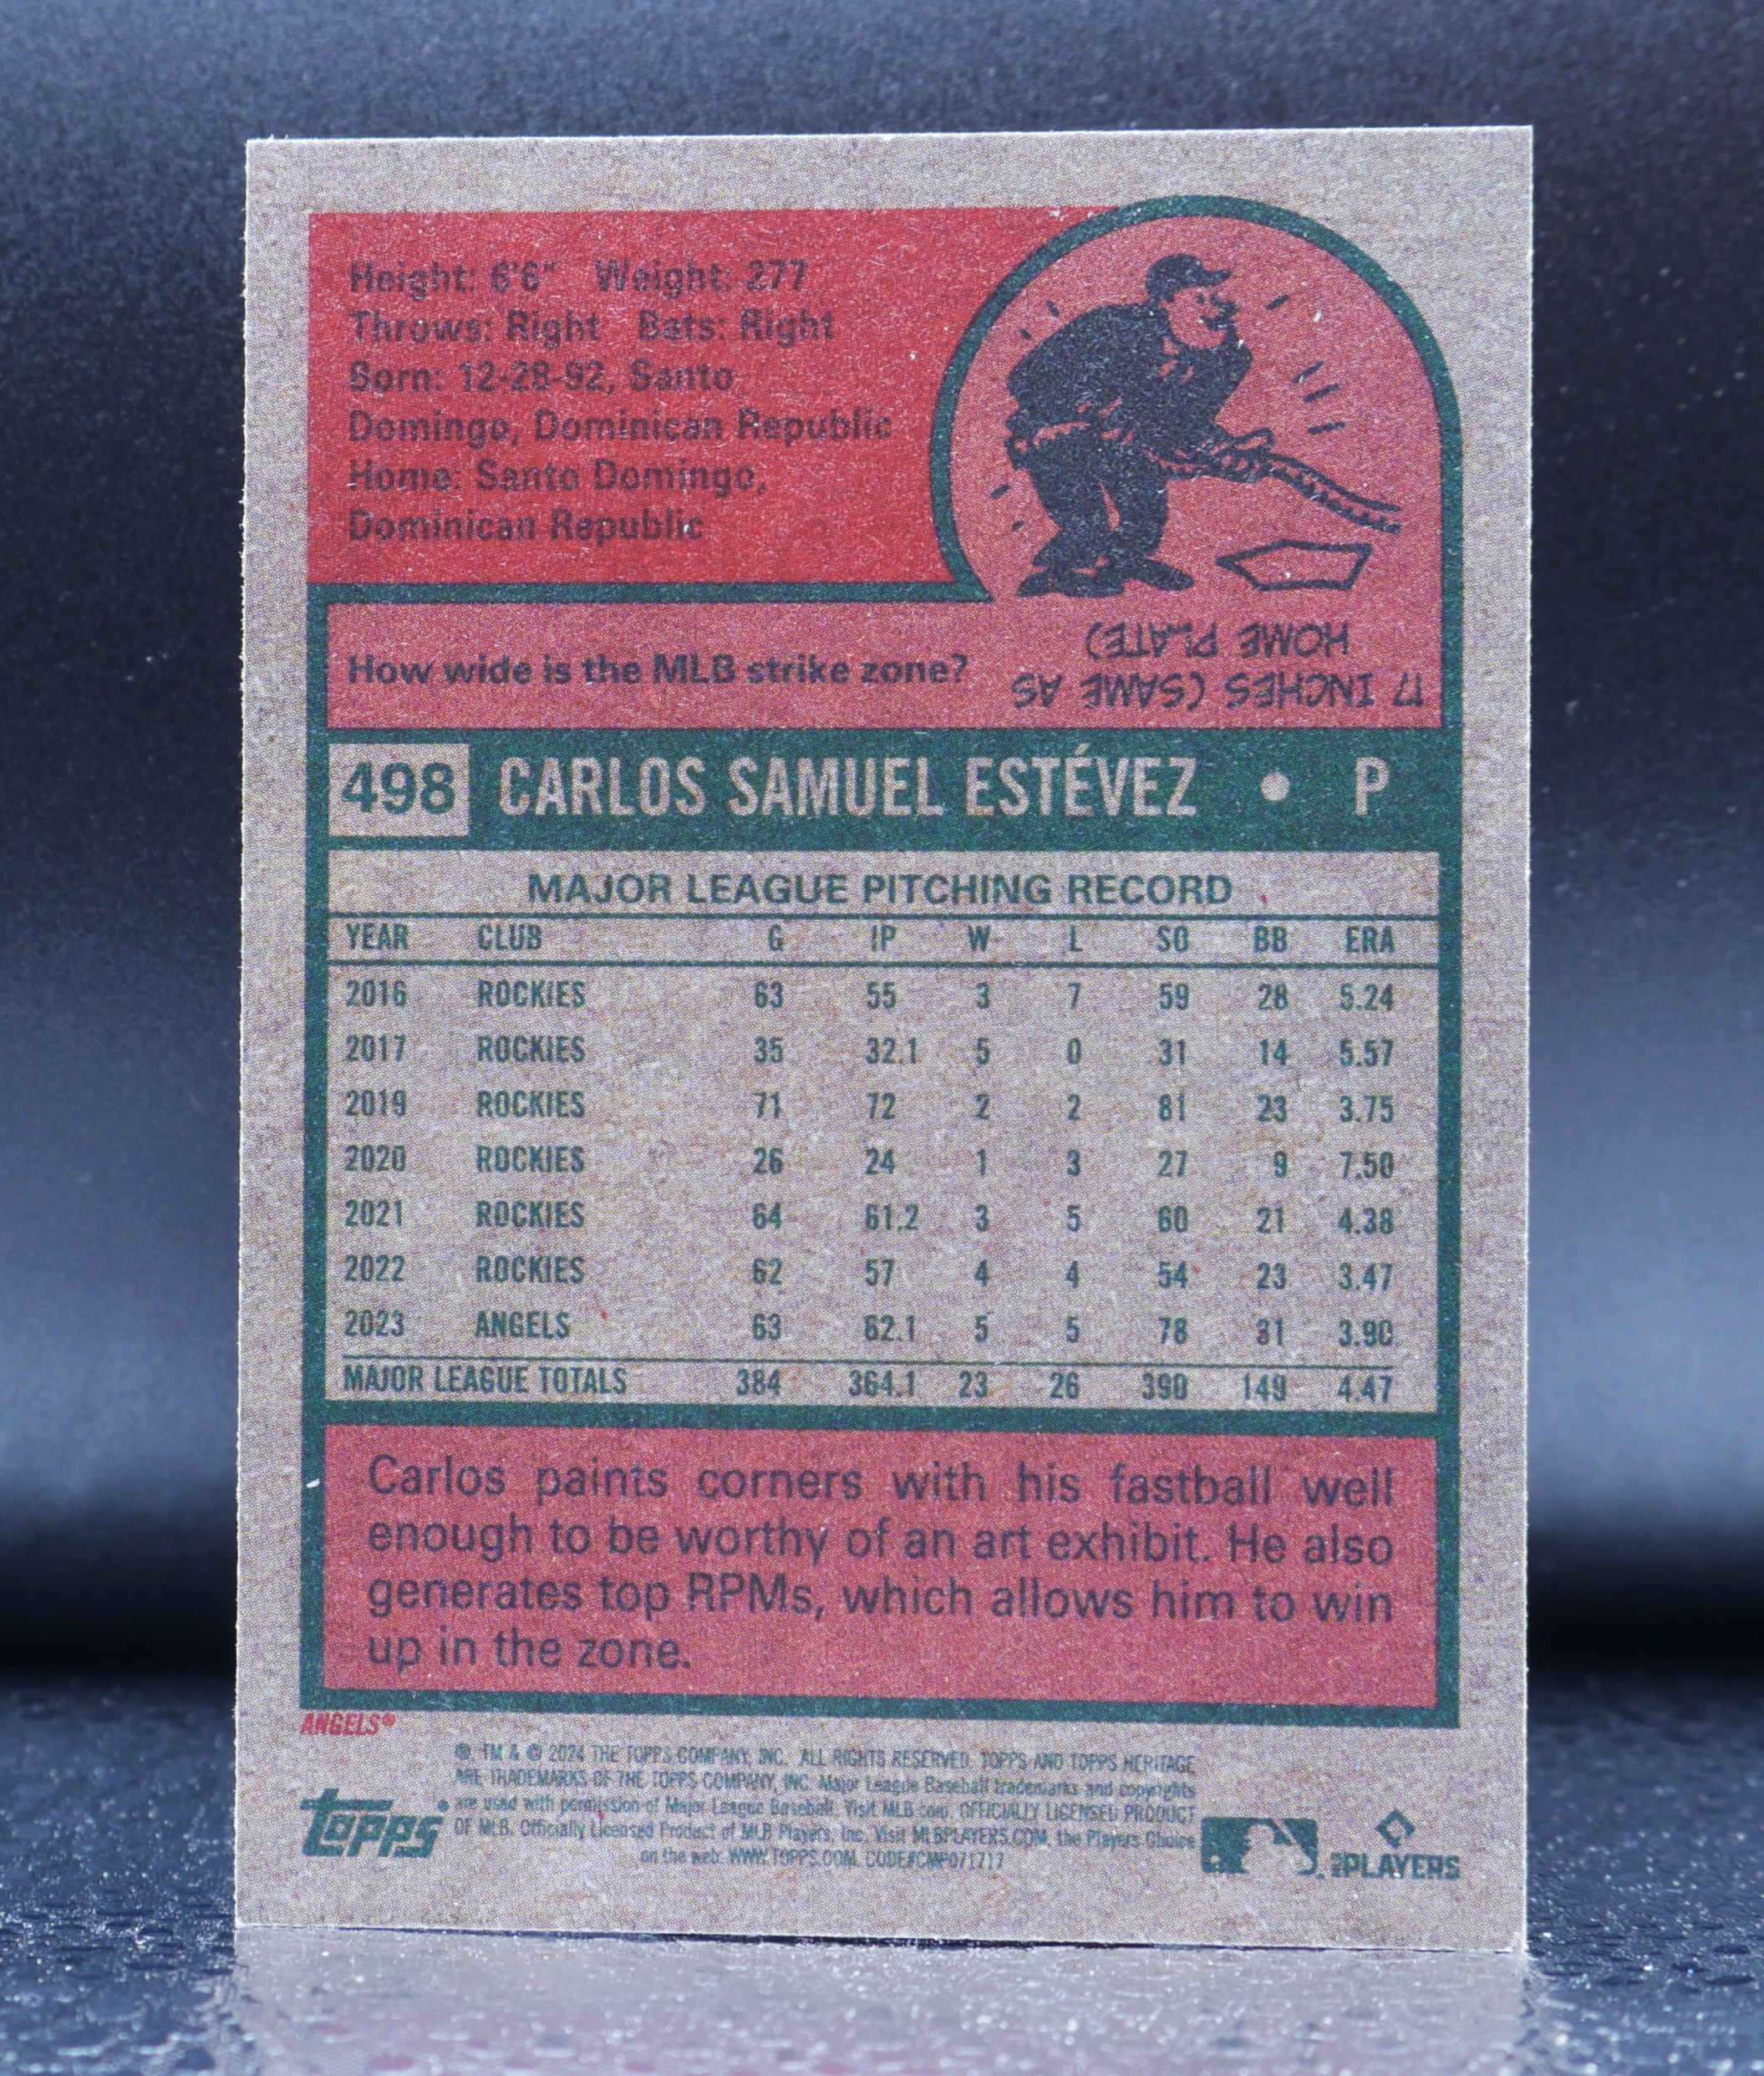 Height: 6'6" Weight: 277
Throws: Right Bats: Right
Born: 12-28-92, Santo
Domingo, Dominican Republic
Home: Santo Domingo,
Dominican Republic
How wide is the MLB strike zone?
17 INCHES (SAME AS
HOME PLATE)
498 CARLOS SAMUEL ESTÉVEZ • P
MAJOR LEAGUE PITCHING RECORD
YEAR CLUB G IP W L SO BB ERA
2016 ROCKIES 63 55 3 7 59 28 5.24
2017 ROCKIES 35 32.1 5 0 31 14 5.57
2019 ROCKIES 71 72 2 2 81 23 3.75
2020 ROCKIES 26 24 1 3 27 9 7.50
2021 ROCKIES 64 61.2 3 5 60 21 4.38
2022 ROCKIES 62 57 4 4 54 23 3.47
2023 ANGELS 63 62.1 5 5 78 31 3.90
MAJOR LEAGUE TOTALS 384 364.1 23 26 390 149 4.47
Carlos paints corners with his fastball well
enough to be worthy of an art exhibit. He also
generates top RPMs, which allows him to win
up in the zone.
ANGELS®
®, TM & © 2024 THE TOPPS COMPANY, INC. ALL RIGHTS RESERVED. TOPPS AND TOPPS HERITAGE
ARE TRADEMARKS OF THE TOPPS COMPANY, INC. Major League Baseball trademarks and copyrights
are used with permission of Major League Baseball. Visit MLB.com. OFFICIALLY LICENSED PRODUCT
OF MLB. Officially Licensed Product of MLB Players, Inc. Visit MLBPLAYERS.COM, the Players Choice
on the web. WWW.TOPPS.COM. CODE#CMP071717
topps®
MLBPLAYERS